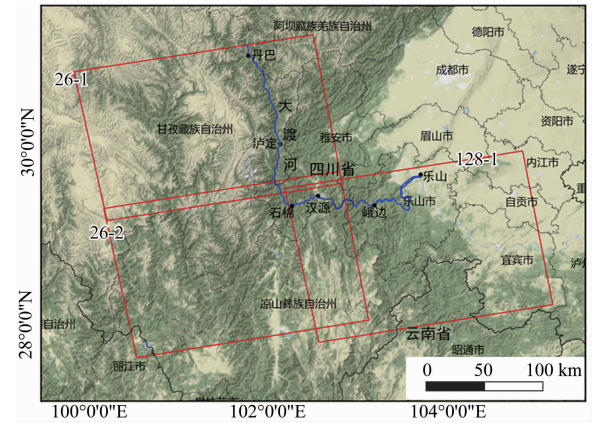 阿坝藏族羌族自治州
德阳市
丹巴
成都市
遂宁
26-1
资阳市
大
渡
河
甘孜藏族自治州
泸定
雅安市
眉山市
30°0'0"N
四川省
128-1
内江市
乐山
重
石棉
汉源
峨边
乐山市
自贡市
26-2
宜宾市
泸州
凉山彝族自治州
28°0'0"N
自治州
云南省
丽江市
昭通市
0 50 100 km
100°0'0"E 102°0'0"E 104°0'0"E